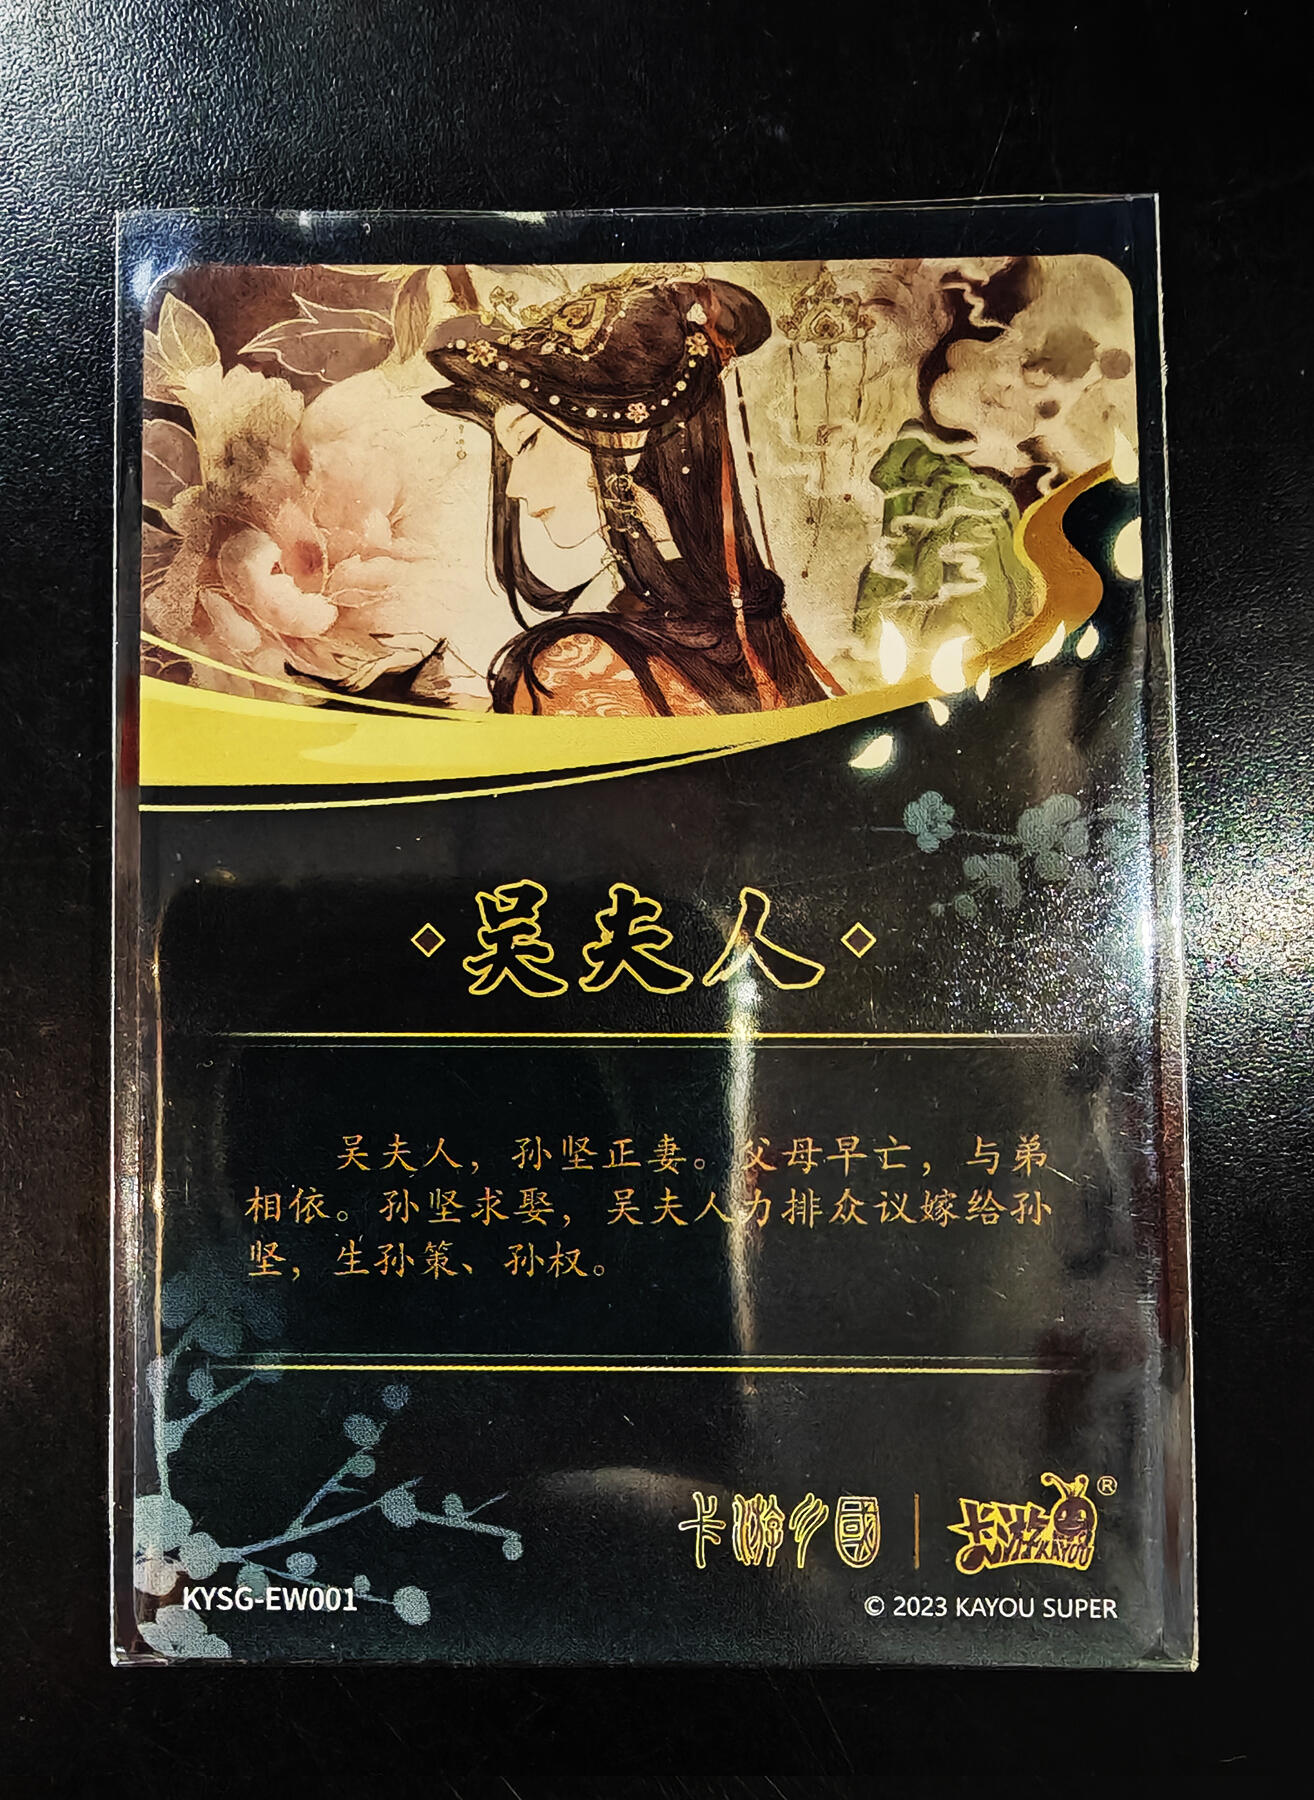 吴夫人
吴夫人，孙坚正妻。父母早亡，与弟
相依。孙坚求娶，吴夫人力排众议嫁给孙
坚，生孙策、孙权。
卡游三國
卡游®
KAYOU
KYSG-EW001
© 2023 KAYOU SUPER